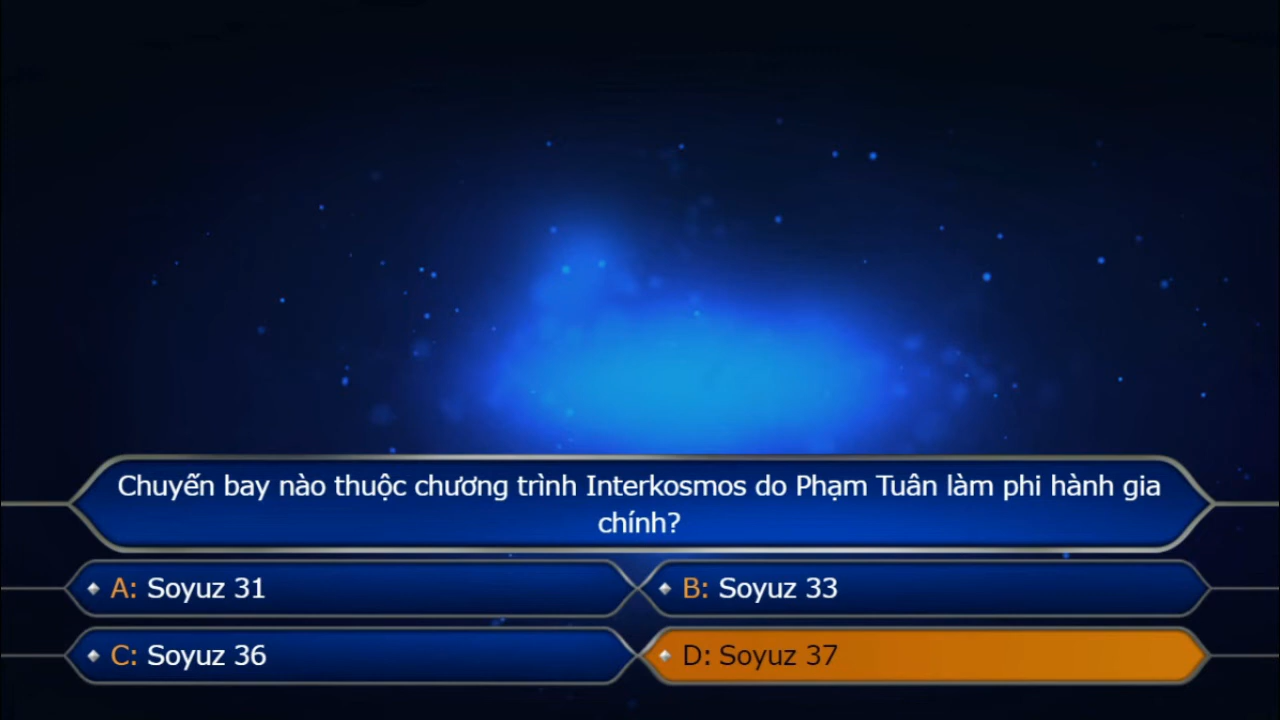 Chuyến bay nào thuộc chương trình Interkosmos do Phạm Tuân làm phi hành gia
chính?
A: Soyuz 31
B: Soyuz 33
C: Soyuz 36
D: Soyuz 37